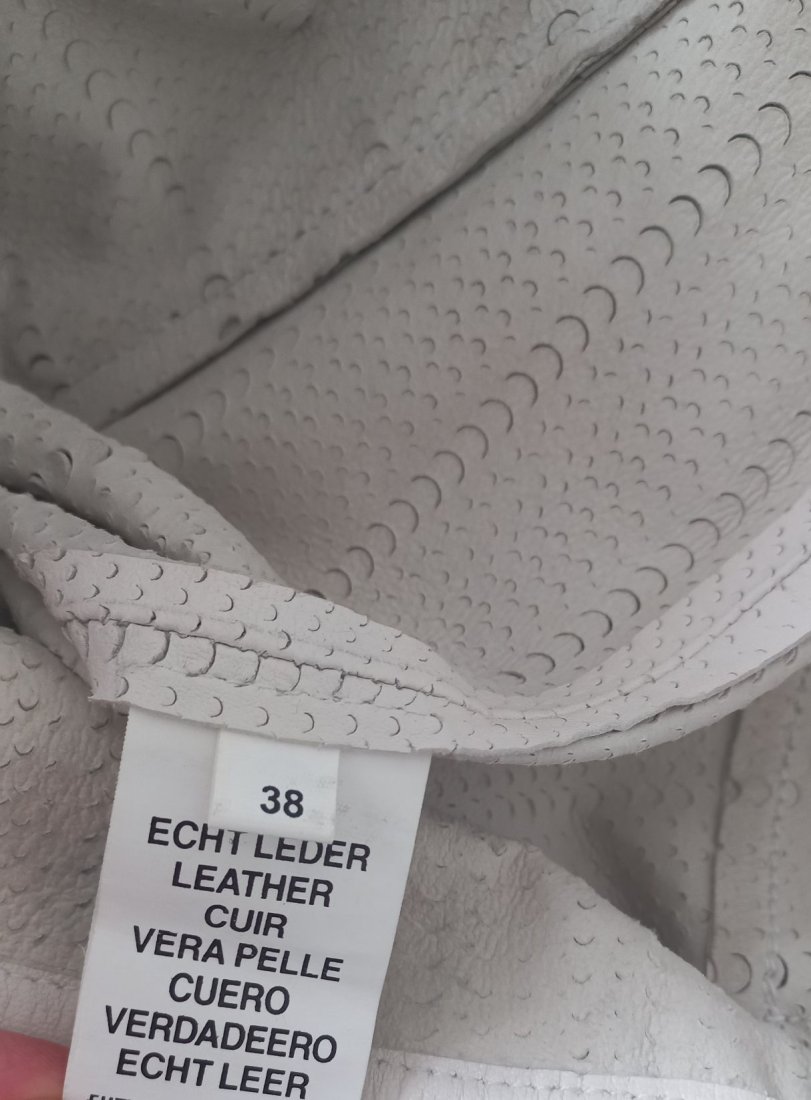 38
ECHT LEDER
LEATHER
CUIR
VERA PELLE
CUERO
VERDADEERO
ECHT LEER